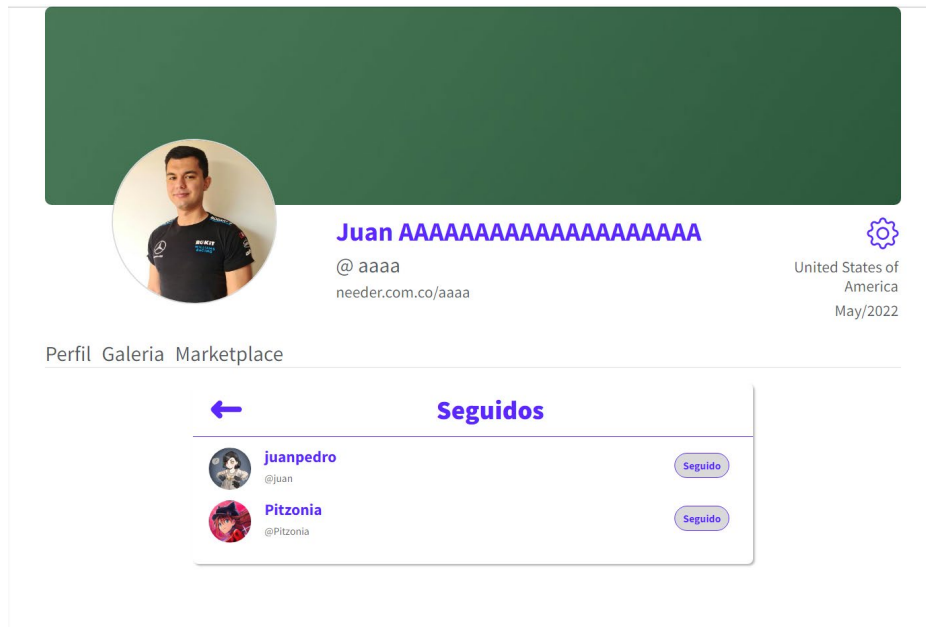 Juan AAAAAAAAAAAAAAAAAAAA
@ aaaa
needer.com.co/aaaa
United States of
America
May/2022
Perfil Galeria Marketplace
Seguidos
juanpedro
@juan
Seguido
Pitzonia
@Pitzonia
Seguido